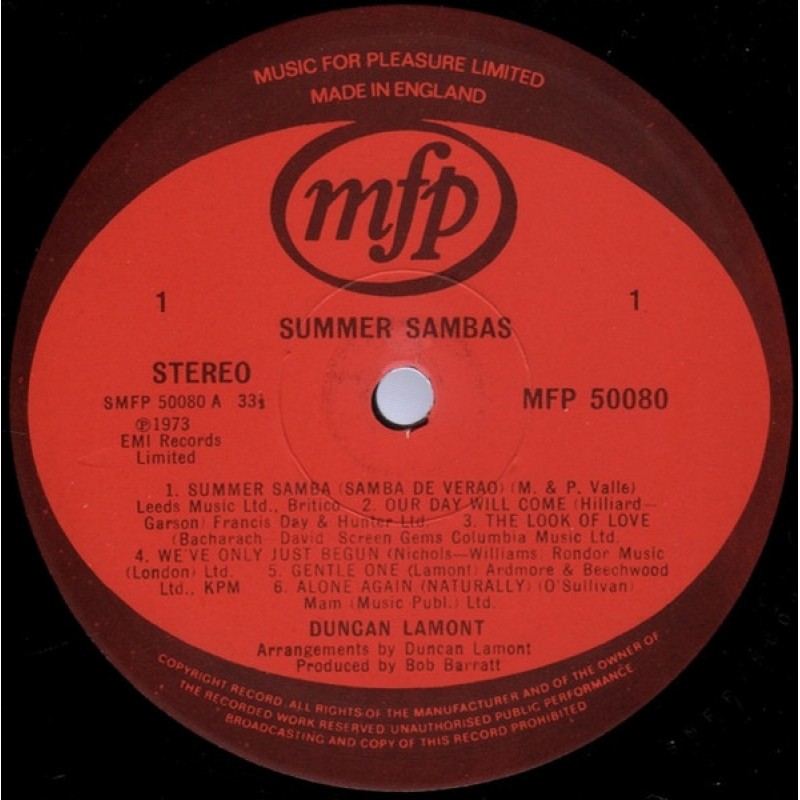 MUSIC FOR PLEASURE LIMITED
MADE IN ENGLAND
mfp
1
1
SUMMER SAMBAS
STEREO
SMFP 50080 A 33⅓
MFP 50080
℗1973
EMI Records
Limited
1. SUMMER SAMBA (SAMBA DE VERAO) (M. & P. Valle)
Leeds Music Ltd., Britico 2. OUR DAY WILL COME (Hilliard—
Garson) Francis Day & Hunter Ltd. 3. THE LOOK OF LOVE
(Bacharach—David) Screen Gems Columbia Music Ltd.
4. WE'VE ONLY JUST BEGUN (Nichols—Williams) Rondor Music
(London) Ltd. 5. GENTLE ONE (Lamont) Ardmore & Beechwood
Ltd., KPM 6. ALONE AGAIN (NATURALLY) (O'Sullivan)
Mam (Music Publ.) Ltd.
DUNCAN LAMONT
Arrangements by Duncan Lamont
Produced by Bob Barratt
COPYRIGHT RECORD. ALL RIGHTS OF THE MANUFACTURER AND OF THE OWNER OF
THE RECORDED WORK RESERVED. UNAUTHORISED PUBLIC PERFORMANCE
BROADCASTING AND COPY OF THIS RECORD PROHIBITED